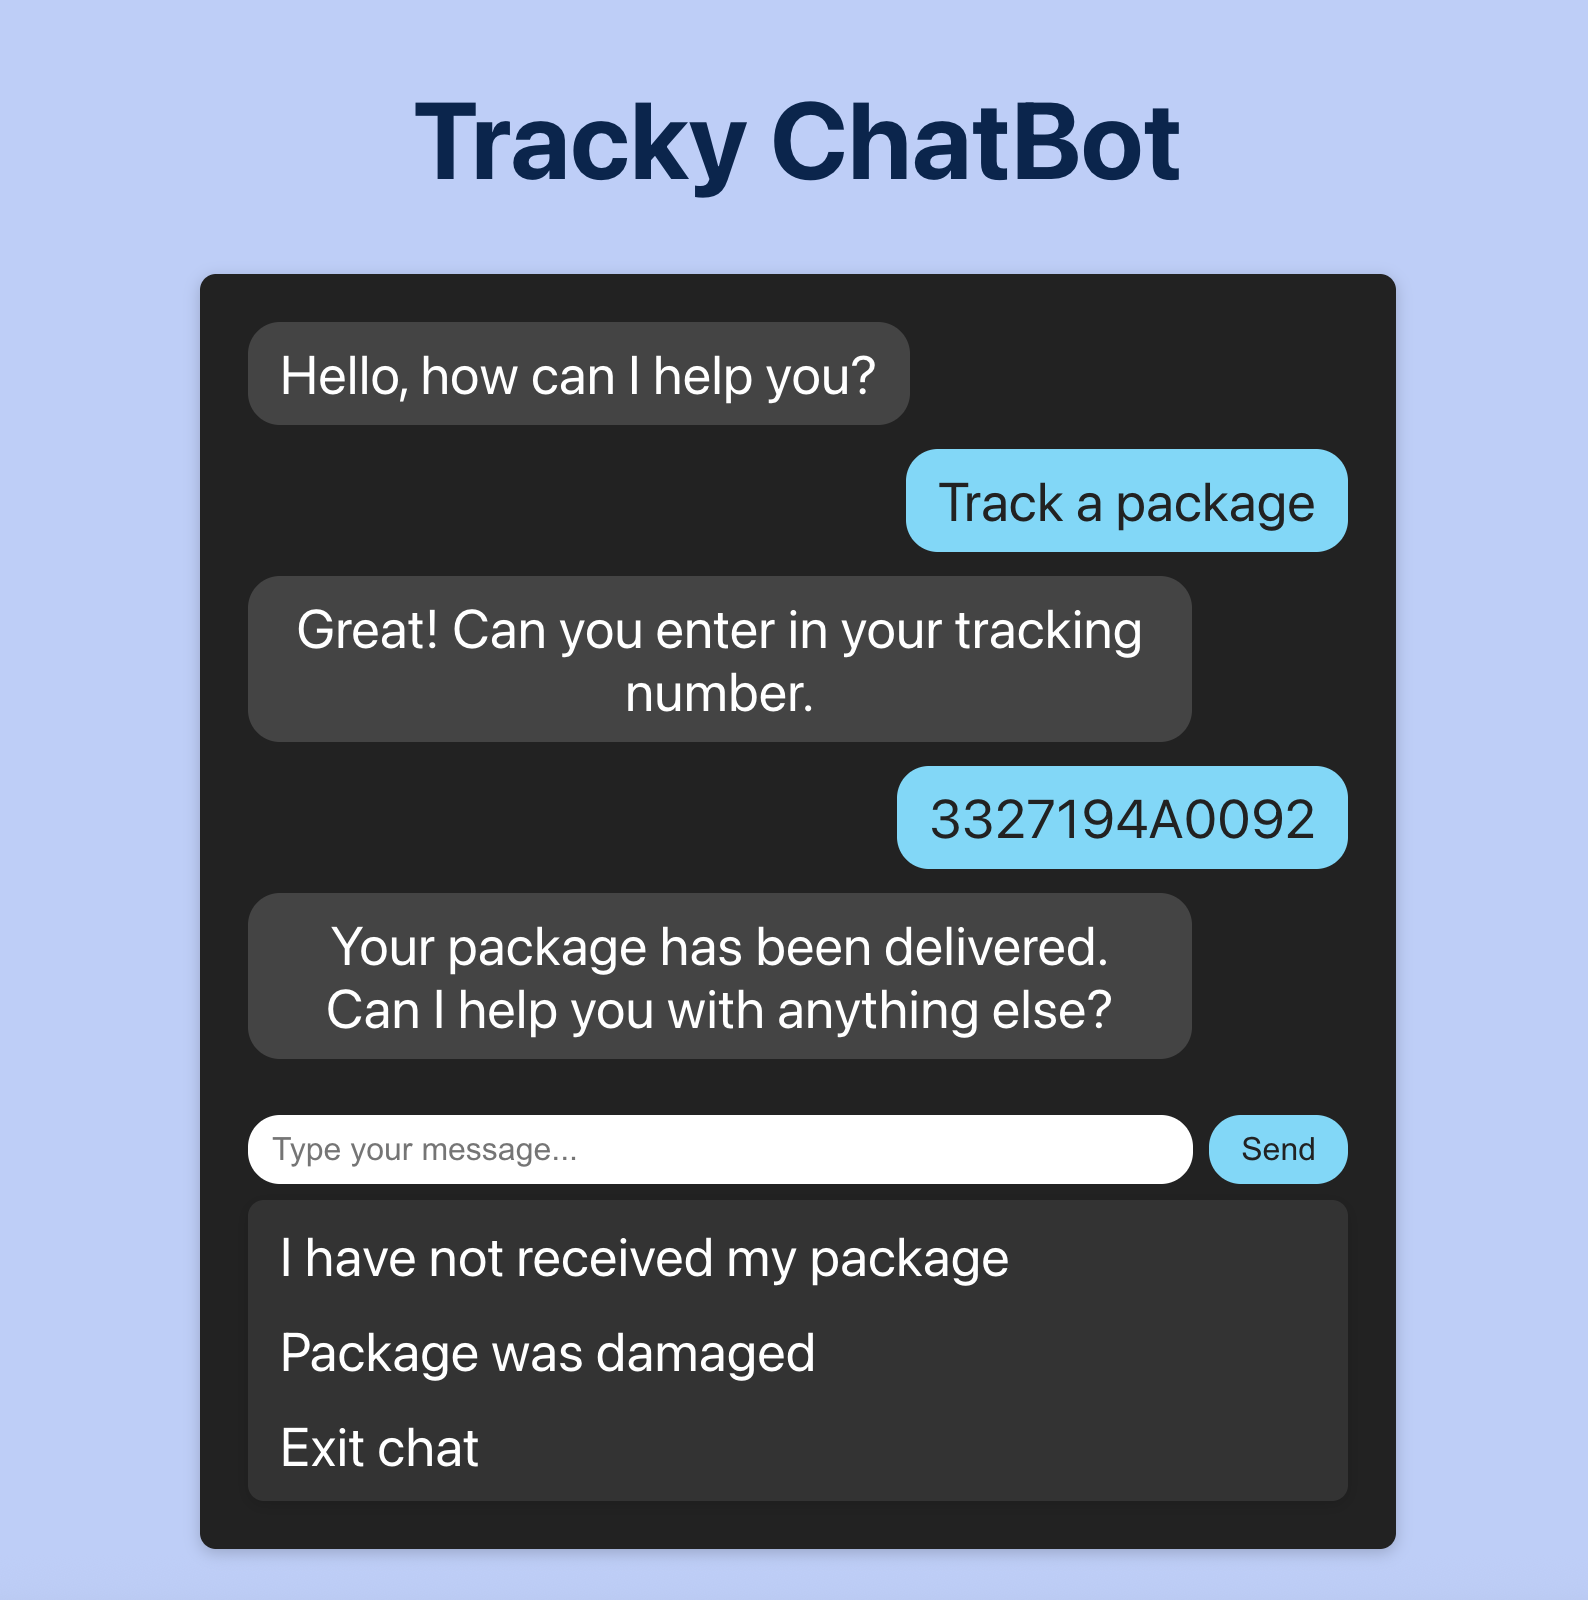 Tracky ChatBot
Hello, how can I help you?
Track a package
Great! Can you enter in your tracking
number.
3327194A0092
Your package has been delivered.
Can I help you with anything else?
Type your message...
Send
I have not received my package
Package was damaged
Exit chat